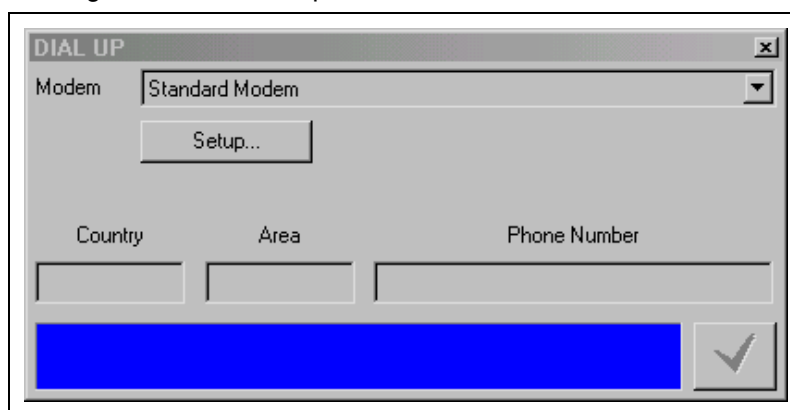 DIAL UP
Modem Standard Modem
Setup...
Country Area Phone Number